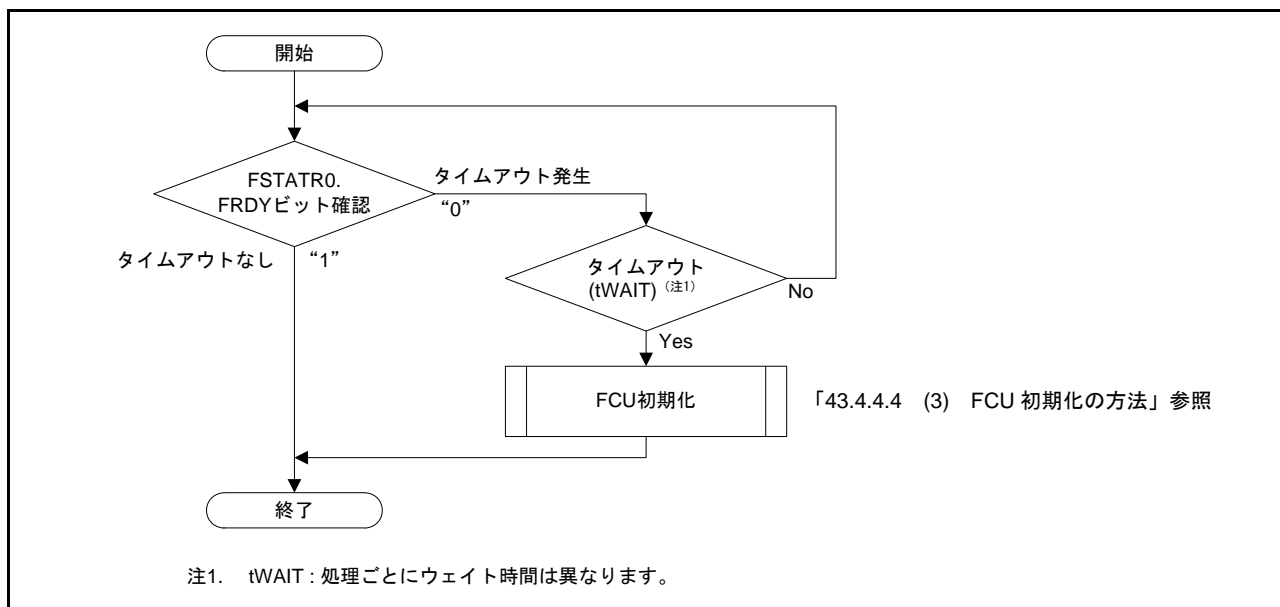 開始
FSTATR0.
FRDYビット確認
タイムアウト発生
“0”
タイムアウトなし “1”
タイムアウト
(tWAIT)（注1）
No
Yes
FCU初期化
「43.4.4.4 (3) FCU 初期化の方法」参照
終了
注1. tWAIT : 処理ごとにウェイト時間は異なります。